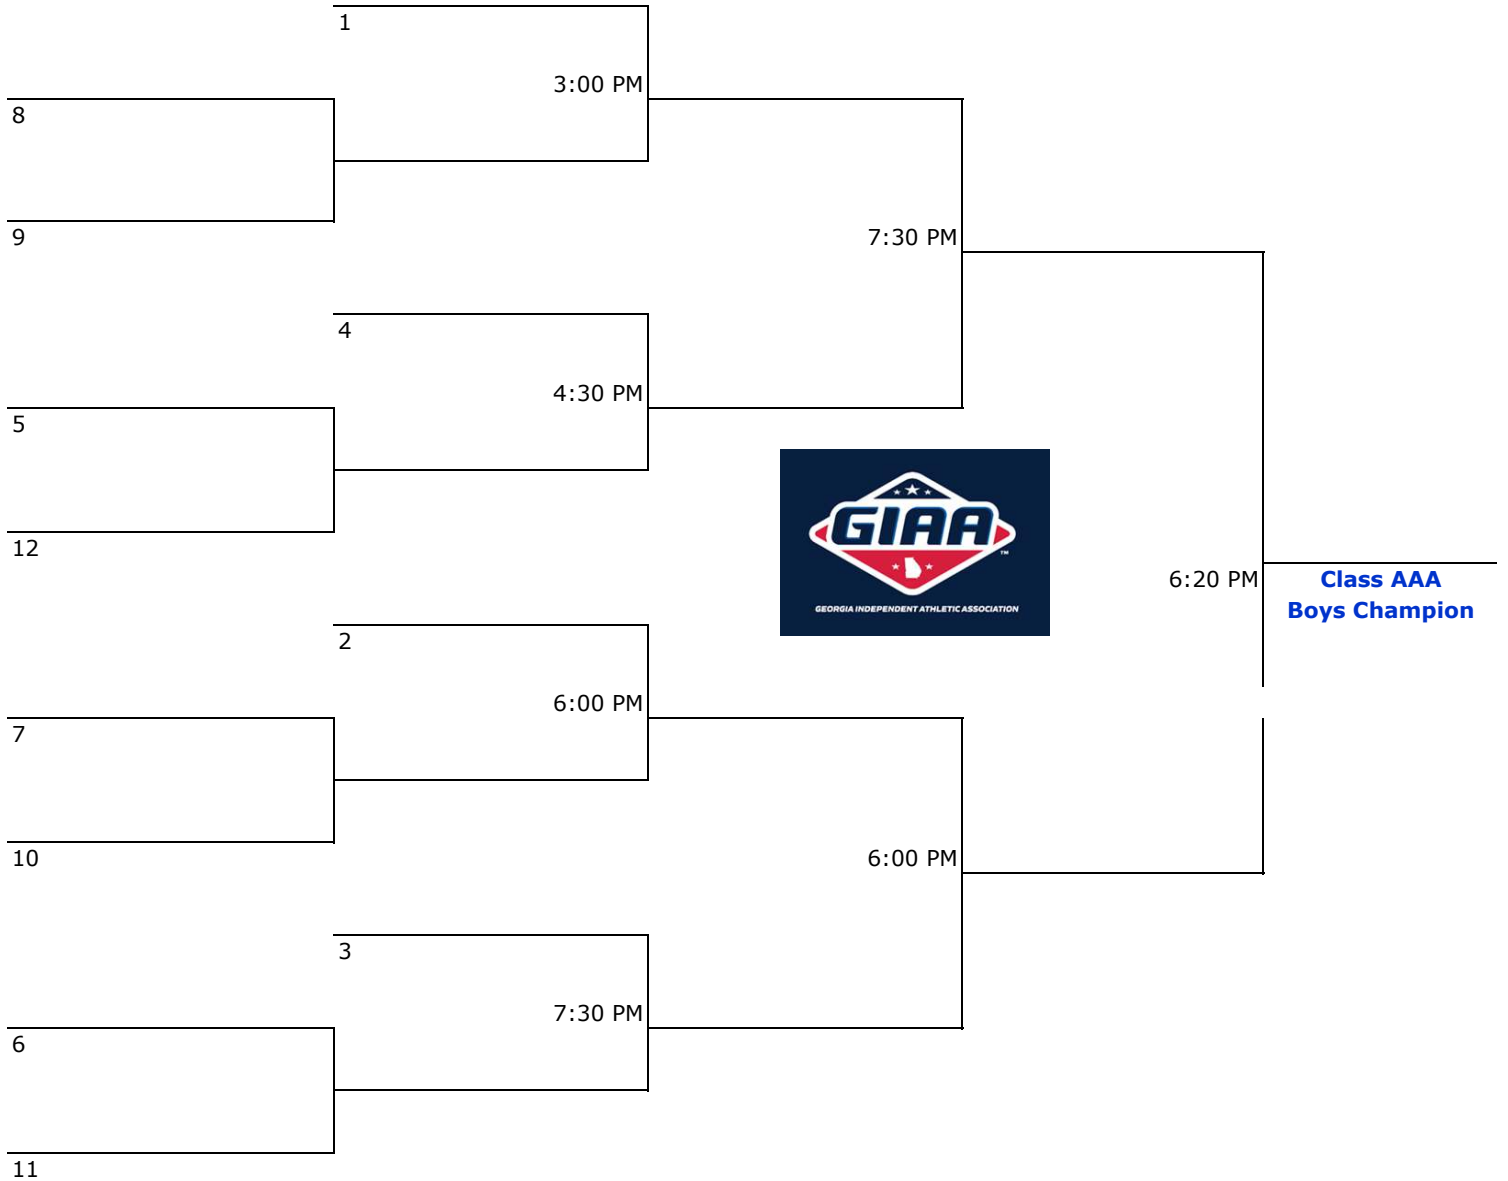 1
3:00 PM
8
9
7:30 PM
4
4:30 PM
5
12
GIAA
TM
GEORGIA INDEPENDENT ATHLETIC ASSOCIATION
6:20 PM
Class AAA
Boys Champion
2
6:00 PM
7
10
6:00 PM
3
7:30 PM
6
11